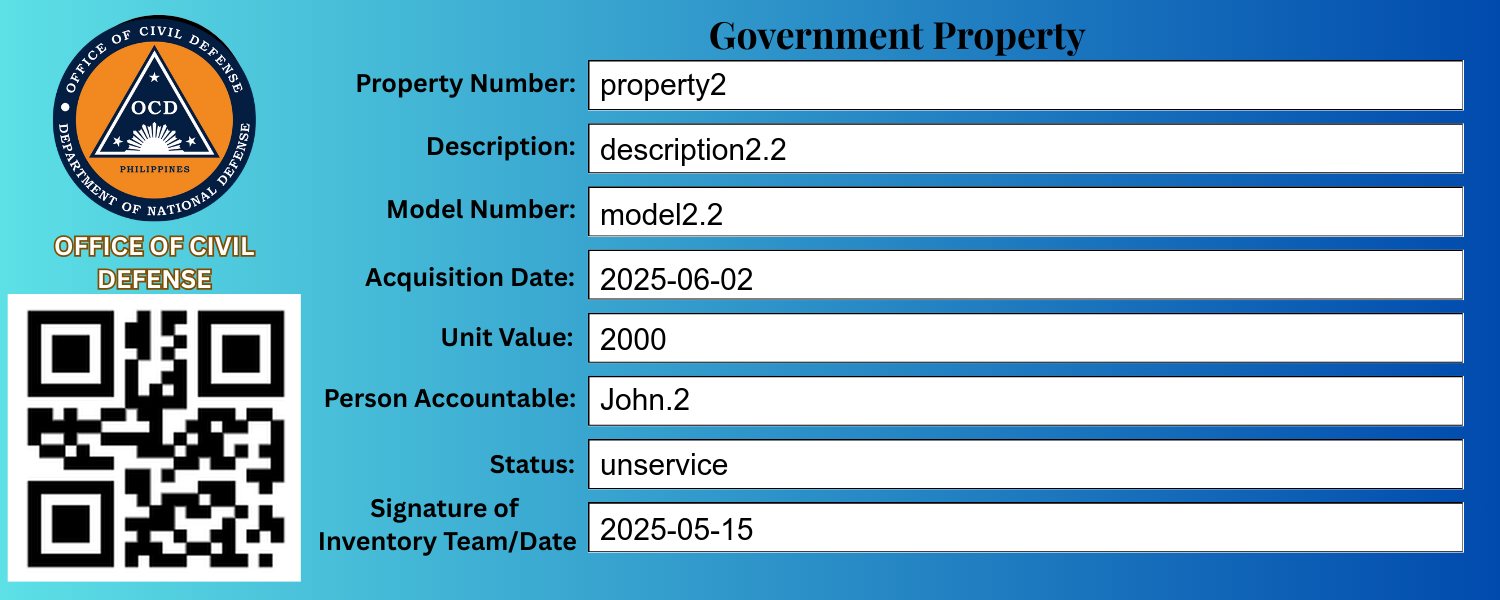 OFFICE OF CIVIL DEFENSE
DEPARTMENT OF NATIONAL DEFENSE
OCD
PHILIPPINES
OFFICE OF CIVIL
DEFENSE
Government Property
Property Number: property2
Description: description2.2
Model Number: model2.2
Acquisition Date: 2025-06-02
Unit Value: 2000
Person Accountable: John.2
Status: unservice
Signature of
Inventory Team/Date 2025-05-15